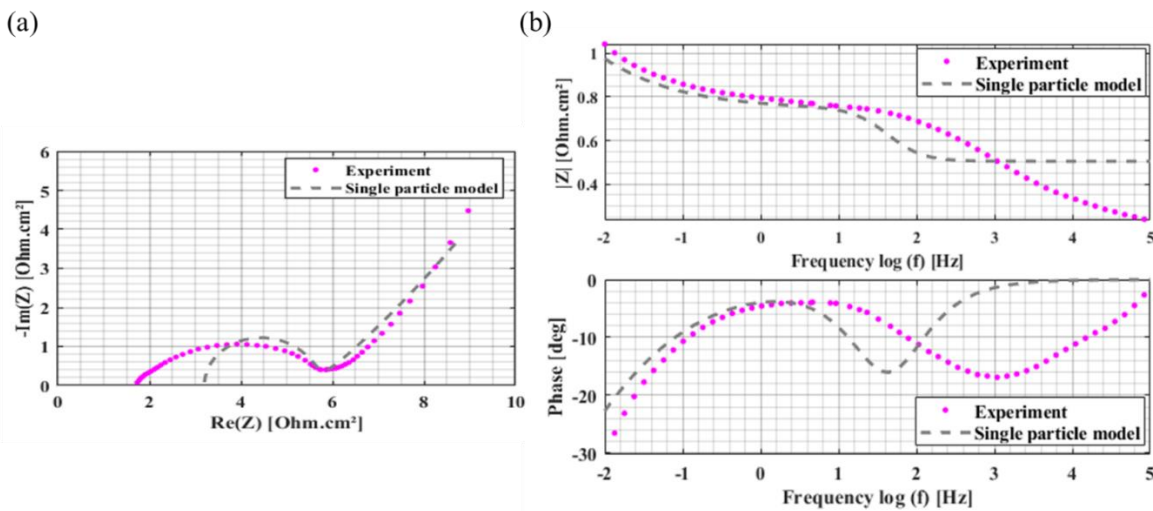 (a)
(b)
6
5
4
3
2
1
0
-Im(Z) [Ohm.cm²]
Experiment
Single particle model
0
2
4
6
8
10
Re(Z) [Ohm.cm²]
1
0.8
0.6
0.4
|Z| [Ohm.cm²]
Experiment
Single particle model
-2
-1
0
1
2
3
4
5
Frequency log (f) [Hz]
0
-10
-20
-30
Phase [deg]
Experiment
Single particle model
-2
-1
0
1
2
3
4
5
Frequency log (f) [Hz]